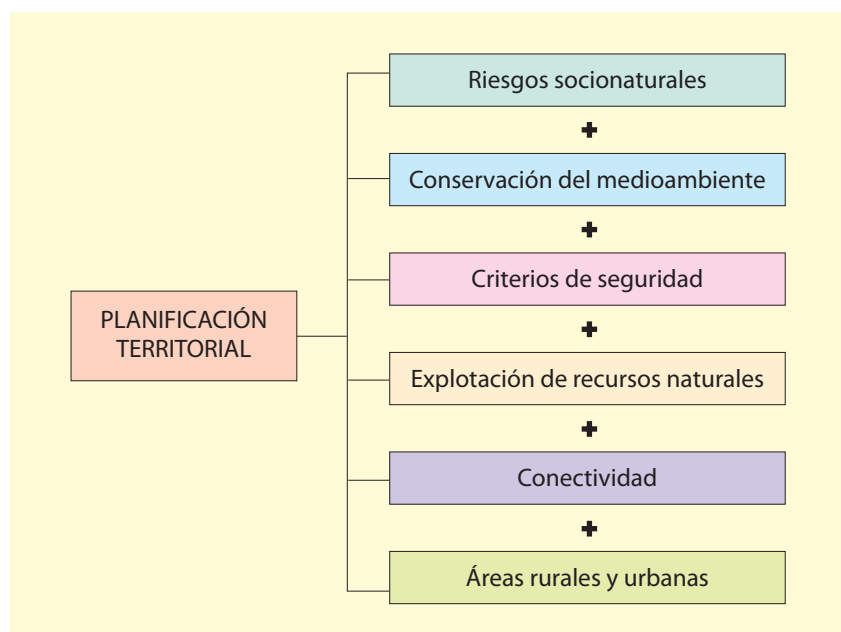 Riesgos socionaturales
+
Conservación del medioambiente
+
Criterios de seguridad
+
PLANIFICACIÓN
TERRITORIAL
Explotación de recursos naturales
+
Conectividad
+
Áreas rurales y urbanas